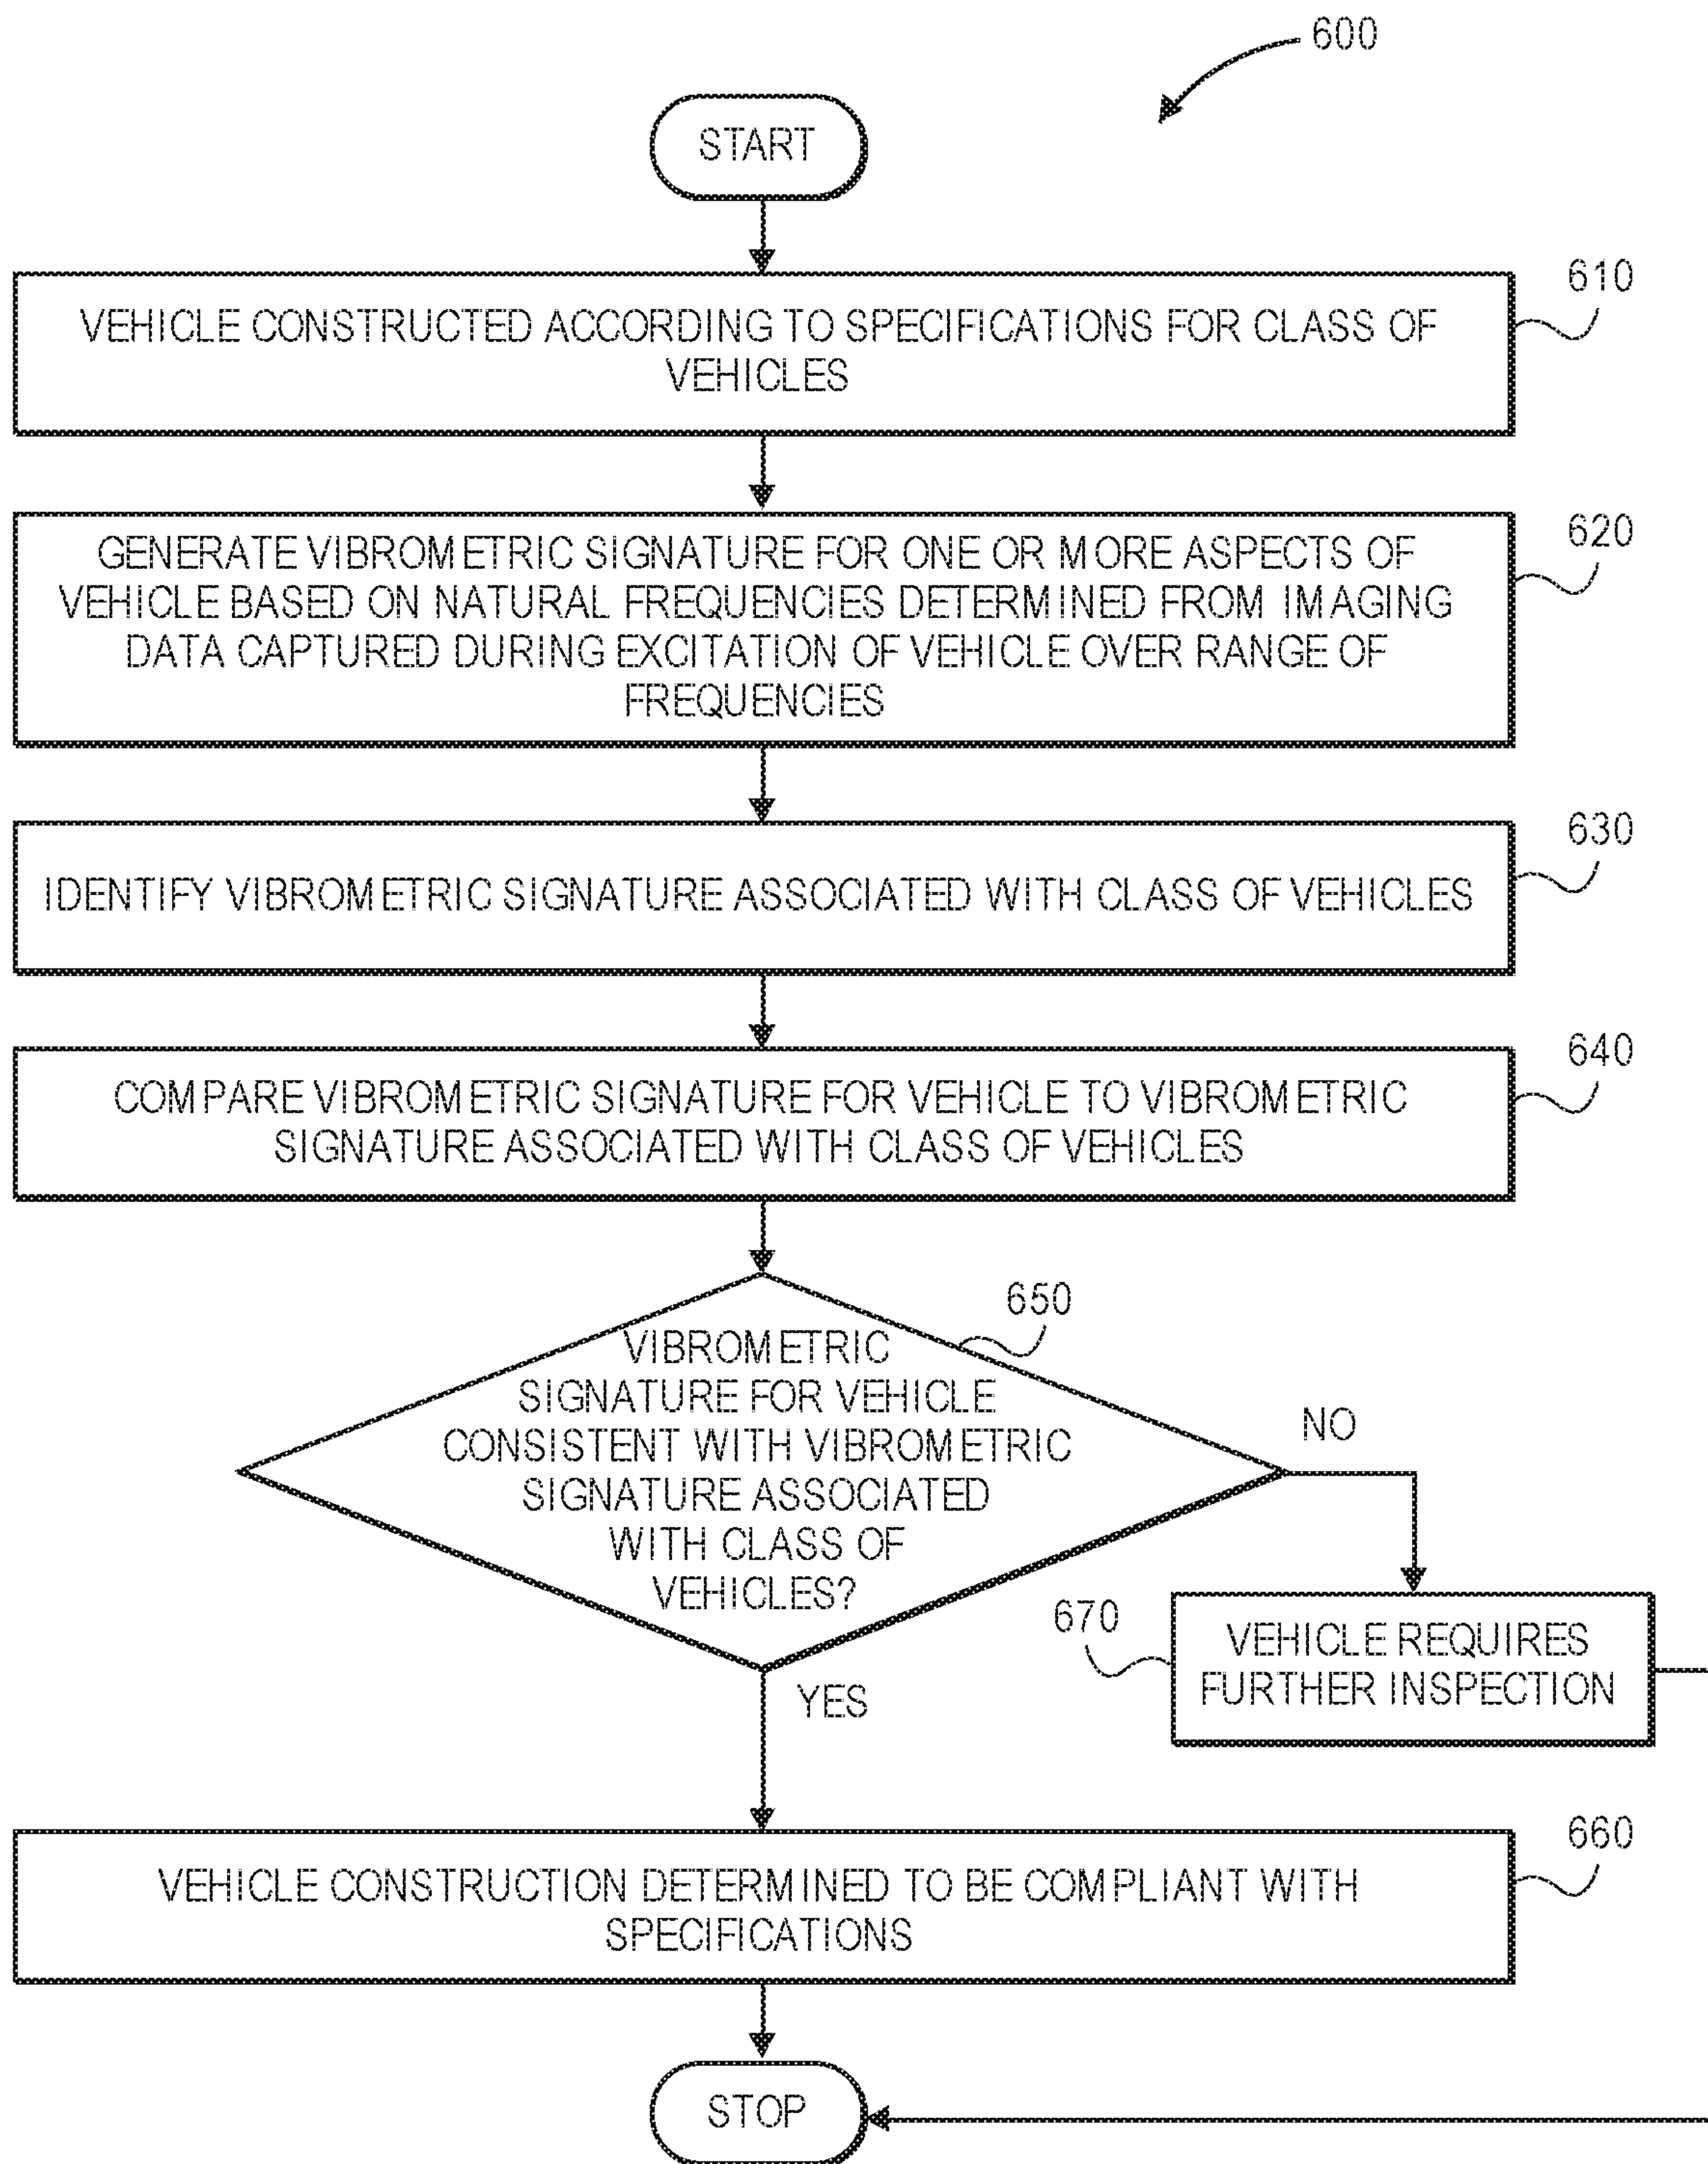 600
START
610
VEHICLE CONSTRUCTED ACCORDING TO SPECIFICATIONS FOR CLASS OF
VEHICLES
620
GENERATE VIBROMETRIC SIGNATURE FOR ONE OR MORE ASPECTS OF
VEHICLE BASED ON NATURAL FREQUENCIES DETERMINED FROM IMAGING
DATA CAPTURED DURING EXCITATION OF VEHICLE OVER RANGE OF
FREQUENCIES
630
IDENTIFY VIBROMETRIC SIGNATURE ASSOCIATED WITH CLASS OF VEHICLES
640
COMPARE VIBROMETRIC SIGNATURE FOR VEHICLE TO VIBROMETRIC
SIGNATURE ASSOCIATED WITH CLASS OF VEHICLES
650
VIBROMETRIC
SIGNATURE FOR VEHICLE
CONSISTENT WITH VIBROMETRIC
SIGNATURE ASSOCIATED
WITH CLASS OF
VEHICLES?
NO
670
VEHICLE REQUIRES
FURTHER INSPECTION
YES
660
VEHICLE CONSTRUCTION DETERMINED TO BE COMPLIANT WITH
SPECIFICATIONS
STOP